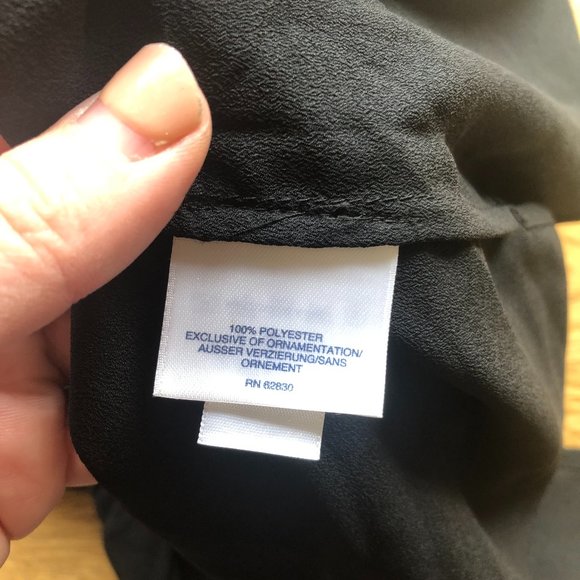 100% POLYESTER
EXCLUSIVE OF ORNAMENTATION/
AUSSER VERZIERUNG/SANS
ORNEMENT
RN 62830